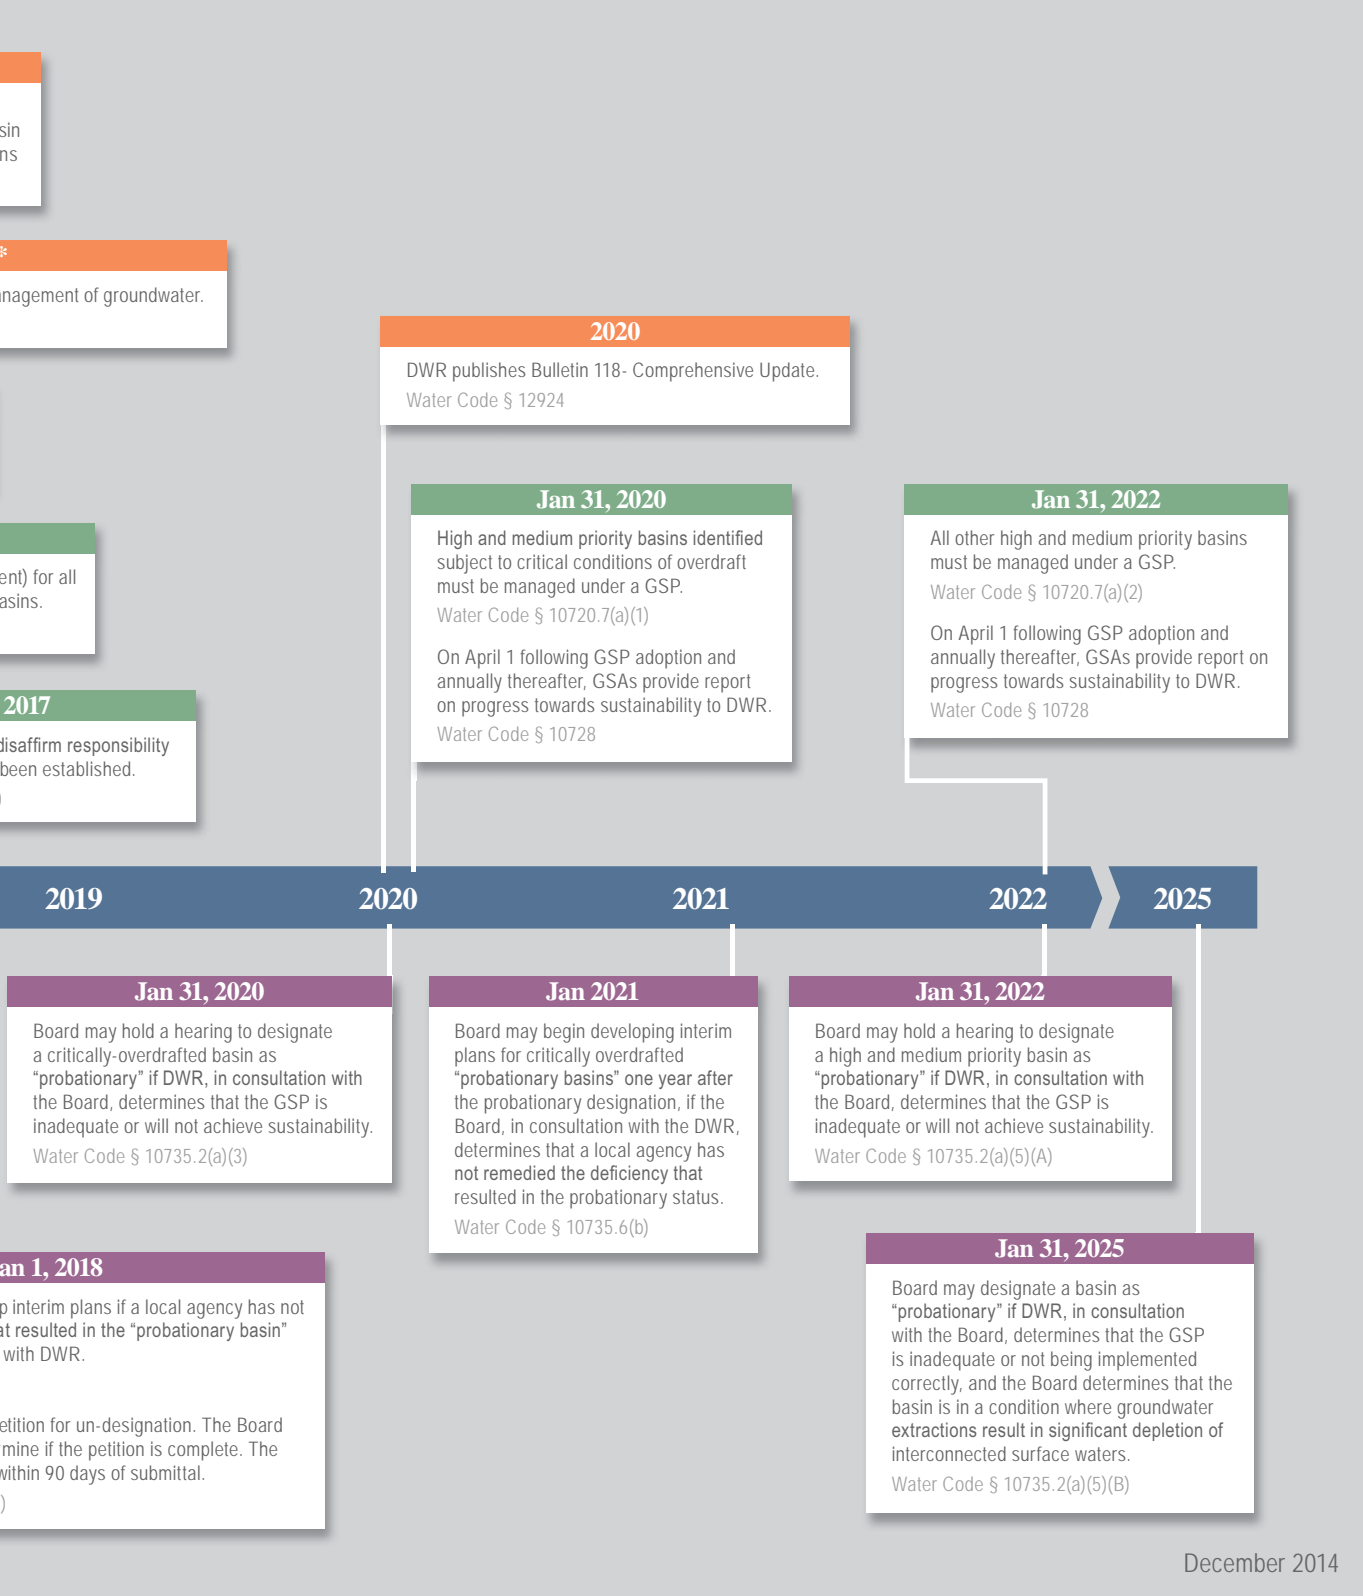 sin
ns
*
management of groundwater.
2020
DWR publishes Bulletin 118- Comprehensive Update.
Water Code § 12924
Jan 31, 2020
High and medium priority basins identified
subject to critical conditions of overdraft
must be managed under a GSP.
Water Code § 10720.7(a)(1)
On April 1 following GSP adoption and
annually thereafter, GSAs provide report
on progress towards sustainability to DWR.
Water Code § 10728
Jan 31, 2022
All other high and medium priority basins
must be managed under a GSP.
Water Code § 10720.7(a)(2)
On April 1 following GSP adoption and
annually thereafter, GSAs provide report on
progress towards sustainability to DWR.
Water Code § 10728
ent) for all
asins.
2017
disaffirm responsibility
been established.
)
2019
2020
2021
2022
2025
Jan 31, 2020
Board may hold a hearing to designate
a critically-overdrafted basin as
“probationary” if DWR, in consultation with
the Board, determines that the GSP is
inadequate or will not achieve sustainability.
Water Code § 10735.2(a)(3)
Jan 2021
Board may begin developing interim
plans for critically overdrafted
“probationary basins” one year after
the probationary designation, if the
Board, in consultation with the DWR,
determines that a local agency has
not remedied the deficiency that
resulted in the probationary status.
Water Code § 10735.6(b)
Jan 31, 2022
Board may hold a hearing to designate
a high and medium priority basin as
“probationary” if DWR, in consultation with
the Board, determines that the GSP is
inadequate or will not achieve sustainability.
Water Code § 10735.2(a)(5)(A)
an 1, 2018
p interim plans if a local agency has not
at resulted in the “probationary basin”
with DWR.
etition for un-designation. The Board
rmine if the petition is complete. The
within 90 days of submittal.
)
Jan 31, 2025
Board may designate a basin as
“probationary” if DWR, in consultation
with the Board, determines that the GSP
is inadequate or not being implemented
correctly, and the Board determines that the
basin is in a condition where groundwater
extractions result in significant depletion of
interconnected surface waters.
Water Code § 10735.2(a)(5)(B)
December 2014